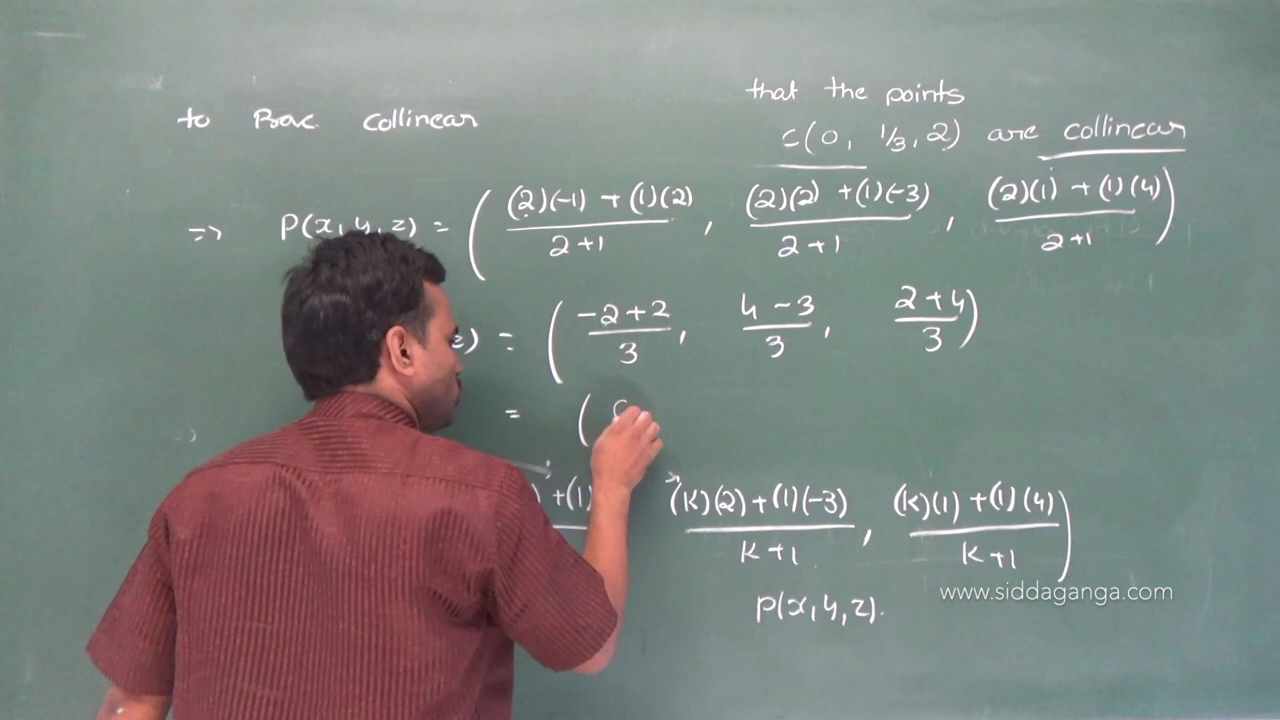 that the points
to Prove collinear
C(0, 1/3, 2) are collinear
=> P(x, y, z) = ( (2)(-1) + (1)(2) / 2+1 , (2)(2) + (1)(-3) / 2+1 , (2)(1) + (1)(4) / 2+1 )
z) = ( -2+2 / 3 , 4-3 / 3 , 2+4 / 3 )
= (
+(1) (K)(2) + (1)(-3) / K+1 , (K)(1) + (1)(4) / K+1 )
P(x, y, z).
www.siddaganga.com